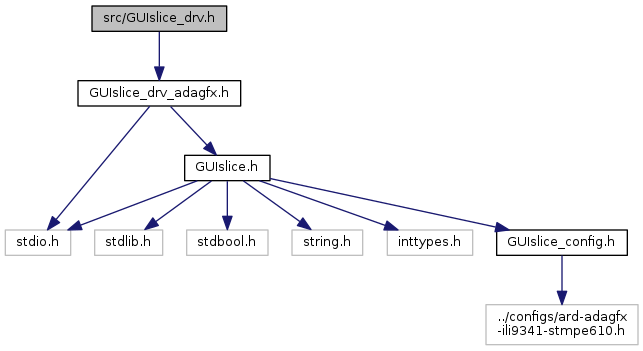 src/GUIslice_drv.h
GUIslice_drv_adagfx.h
GUIslice.h
stdio.h
stdlib.h
stdbool.h
string.h
inttypes.h
GUIslice_config.h
../configs/ard-adagfx
-ili9341-stmpe610.h